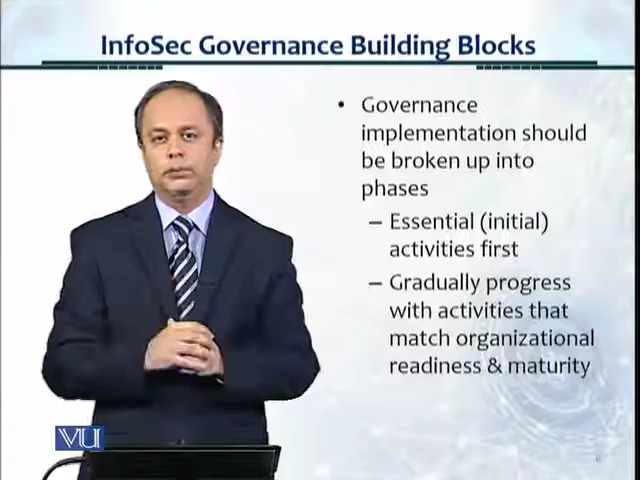 InfoSec Governance Building Blocks
• Governance
implementation should
be broken up into
phases
– Essential (initial)
activities first
– Gradually progress
with activities that
match organizational
readiness & maturity
VU